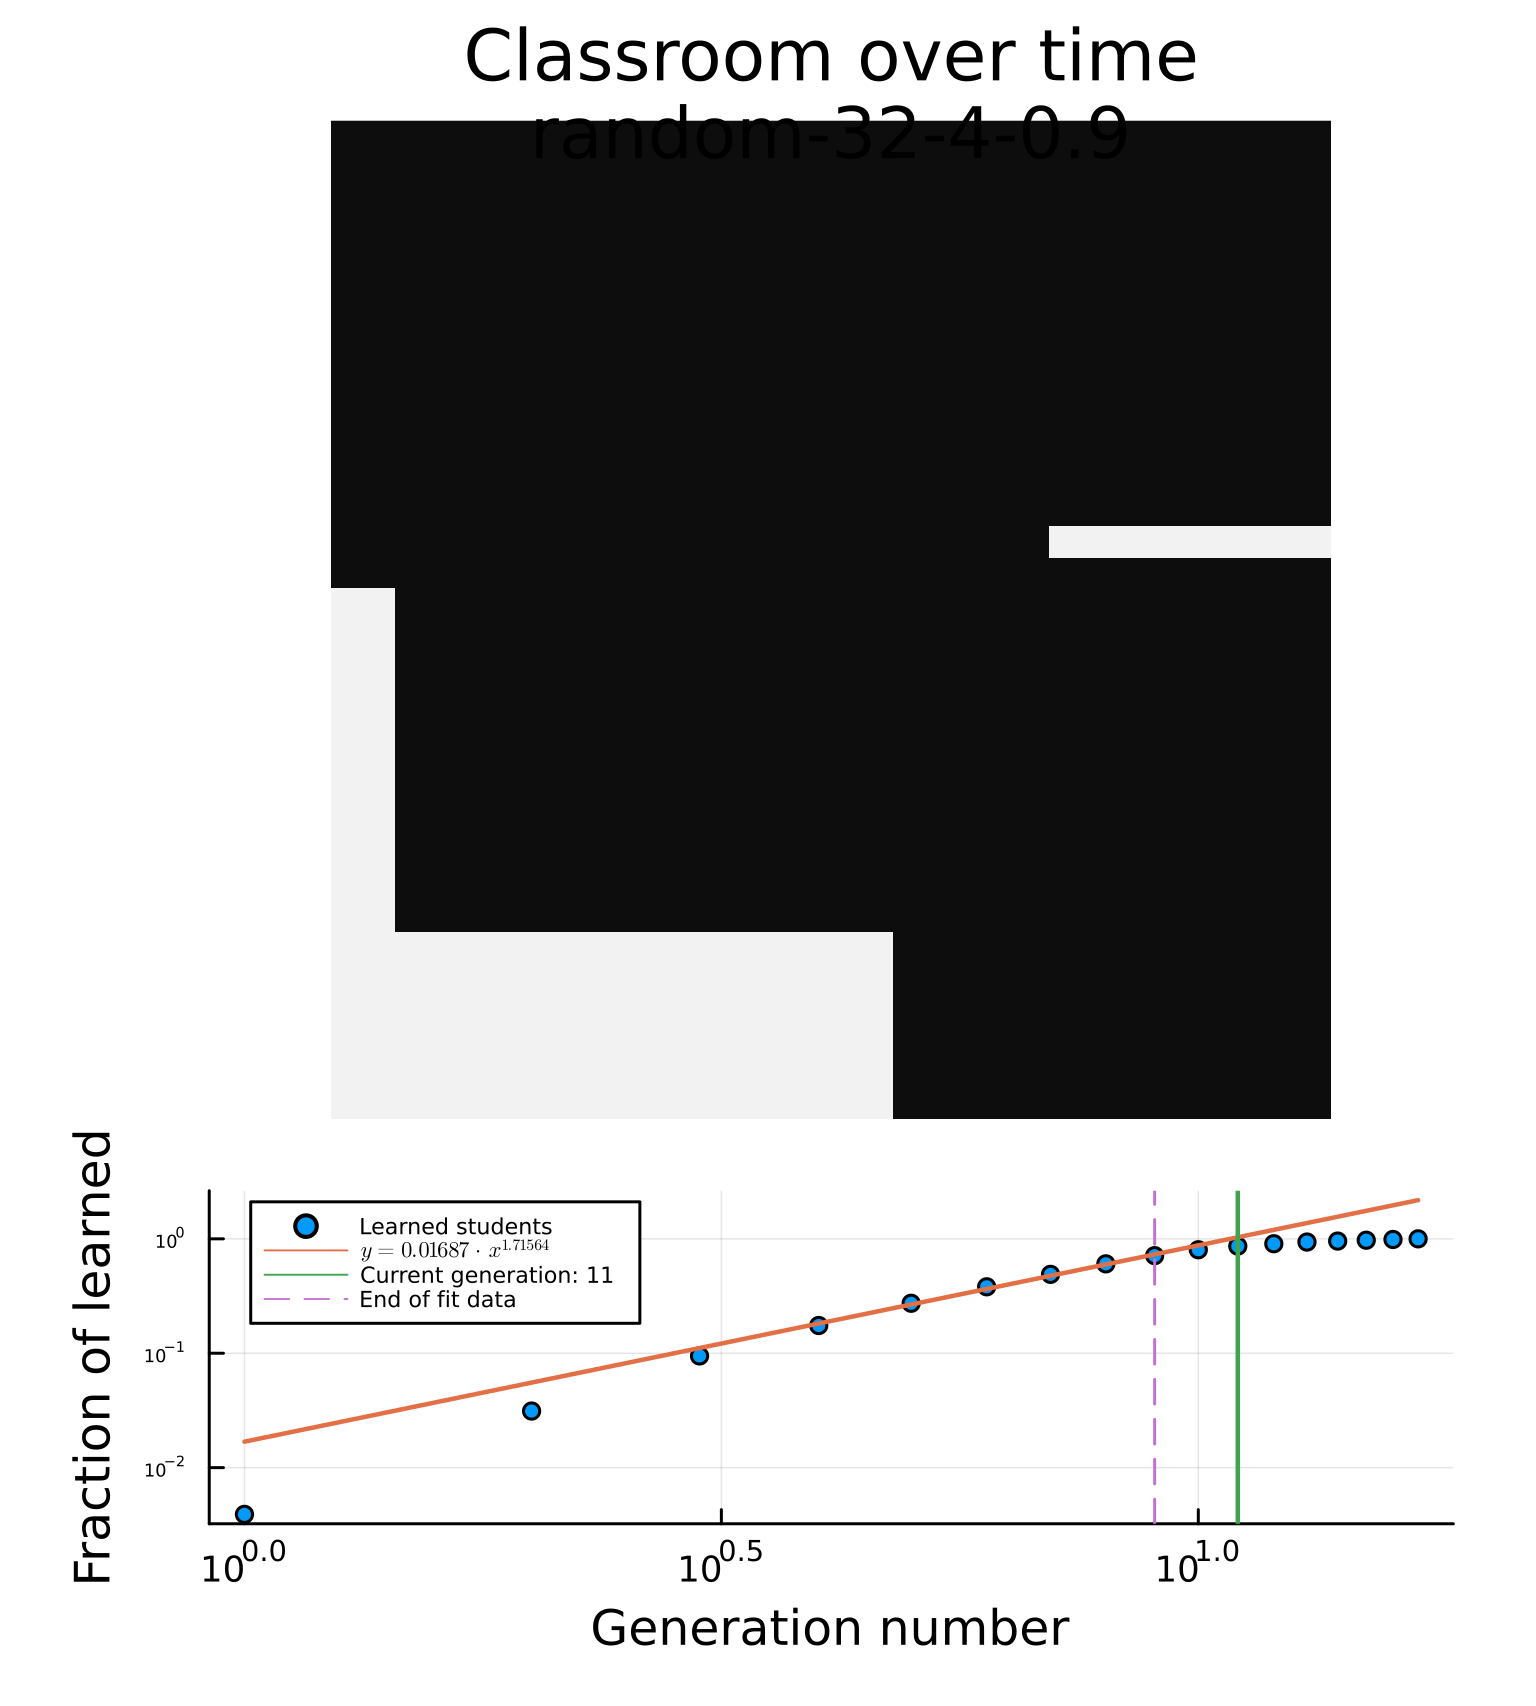 Classroom over time
random-32-4-0.9
Fraction of learned
10⁰
10⁻¹
10⁻²
Learned students
y = 0.01687 · x^1.71564
Current generation: 11
End of fit data
10^0.0
10^0.5
10^1.0
Generation number